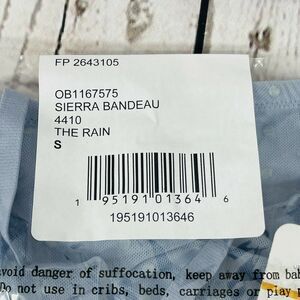 FP 2643105
OB1167575
SIERRA BANDEAU
4410
THE RAIN
S
1 95191 01364 6
195191013646
avoid danger of suffocation, keep away from bab
Do not use in cribs, beds, carriages or play